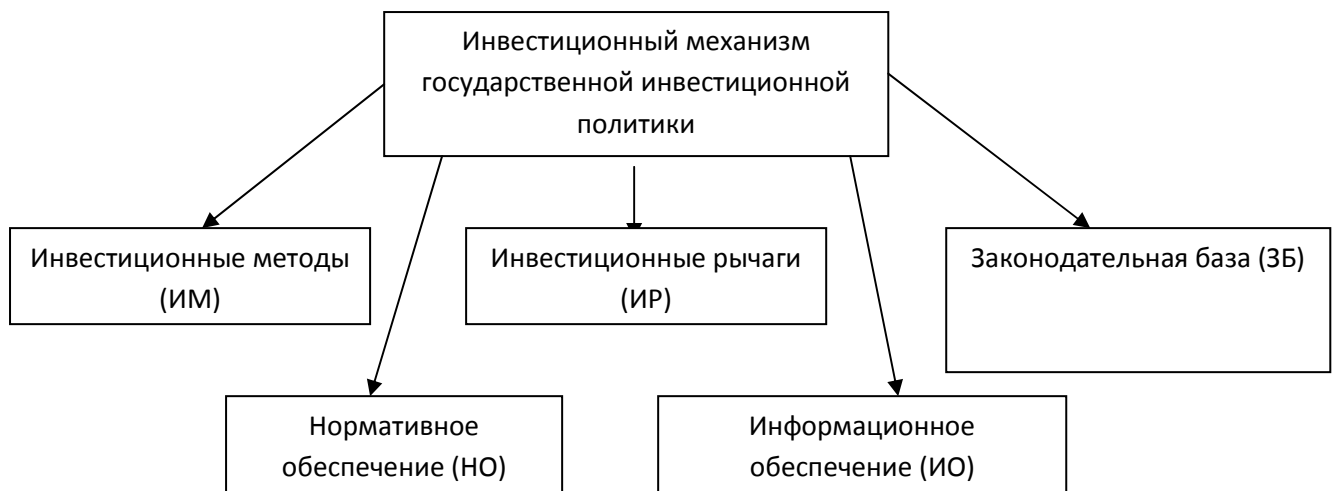 Инвестиционный механизм
государственной инвестиционной
политики
Инвестиционные методы
(ИМ)
Инвестиционные рычаги
(ИР)
Законодательная база (ЗБ)
Нормативное
обеспечение (НО)
Информационное
обеспечение (ИО)